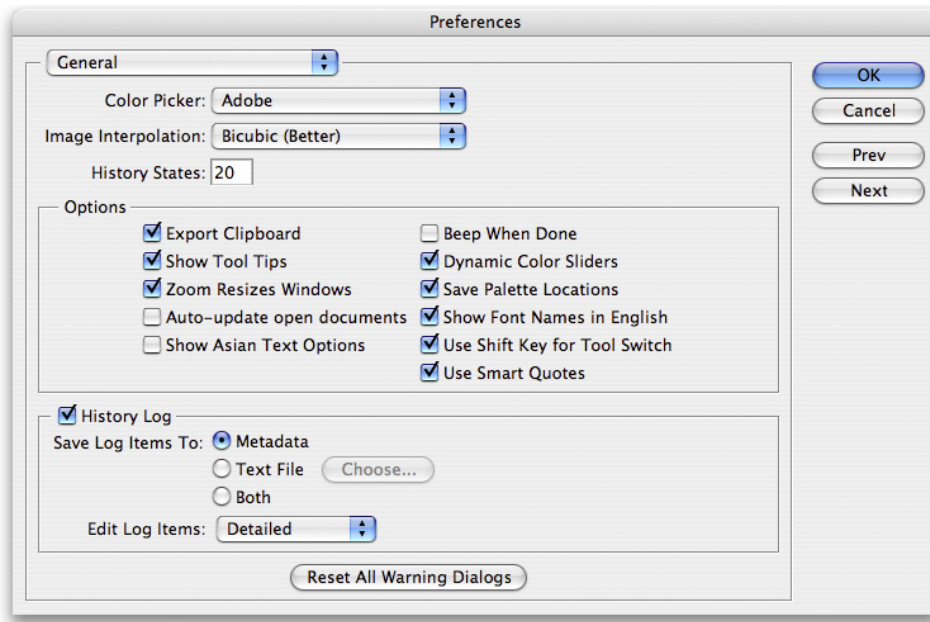 Preferences
General
OK
Color Picker: Adobe
Cancel
Image Interpolation: Bicubic (Better)
Prev
History States: 20
Next
Options
Export Clipboard
Beep When Done
Show Tool Tips
Dynamic Color Sliders
Zoom Resizes Windows
Save Palette Locations
Auto-update open documents
Show Font Names in English
Show Asian Text Options
Use Shift Key for Tool Switch
Use Smart Quotes
History Log
Save Log Items To: Metadata
Text File Choose...
Both
Edit Log Items: Detailed
Reset All Warning Dialogs